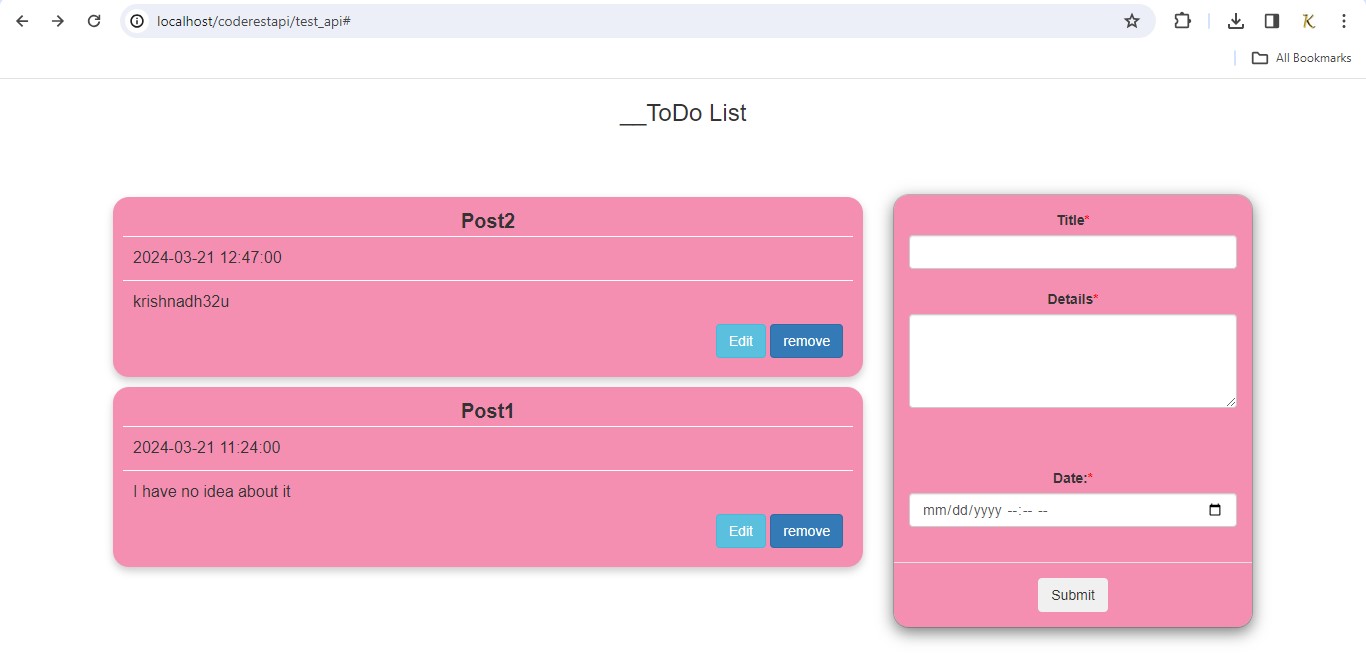 localhost/coderestapi/test_api#
All Bookmarks
__ToDo List
Post2
2024-03-21 12:47:00
krishnadh32u
Edit remove
Post1
2024-03-21 11:24:00
I have no idea about it
Edit remove
Title*
Details*
Date:*
mm/dd/yyyy --:-- --
Submit